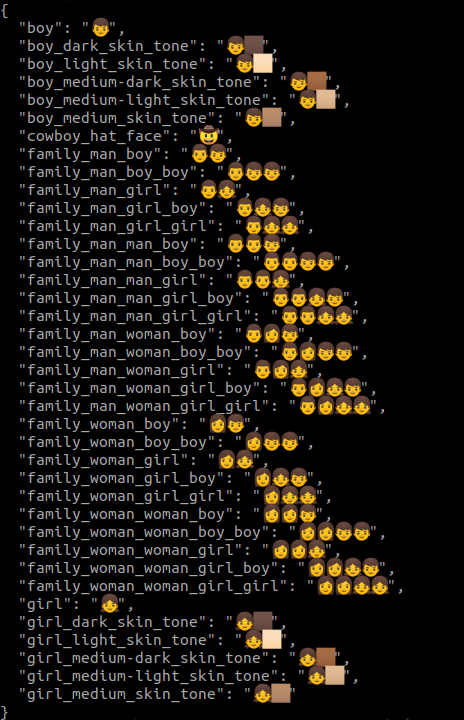 {
  "boy": "👦",
  "boy_dark_skin_tone": "👦🏿",
  "boy_light_skin_tone": "👦🏻",
  "boy_medium-dark_skin_tone": "👦🏾",
  "boy_medium-light_skin_tone": "👦🏼",
  "boy_medium_skin_tone": "👦🏽",
  "cowboy_hat_face": "🤠",
  "family_man_boy": "👨👦",
  "family_man_boy_boy": "👨👦👦",
  "family_man_girl": "👨👧",
  "family_man_girl_boy": "👨👧👦",
  "family_man_girl_girl": "👨👧👧",
  "family_man_man_boy": "👨👨👦",
  "family_man_man_boy_boy": "👨👨👦👦",
  "family_man_man_girl": "👨👨👧",
  "family_man_man_girl_boy": "👨👨👧👦",
  "family_man_man_girl_girl": "👨👨👧👧",
  "family_man_woman_boy": "👨👩👦",
  "family_man_woman_boy_boy": "👨👩👦👦",
  "family_man_woman_girl": "👨👩👧",
  "family_man_woman_girl_boy": "👨👩👧👦",
  "family_man_woman_girl_girl": "👨👩👧👧",
  "family_woman_boy": "👩👦",
  "family_woman_boy_boy": "👩👦👦",
  "family_woman_girl": "👩👧",
  "family_woman_girl_boy": "👩👧👦",
  "family_woman_girl_girl": "👩👧👧",
  "family_woman_woman_boy": "👩👩👦",
  "family_woman_woman_boy_boy": "👩👩👦👦",
  "family_woman_woman_girl": "👩👩👧",
  "family_woman_woman_girl_boy": "👩👩👧👦",
  "family_woman_woman_girl_girl": "👩👩👧👧",
  "girl": "👧",
  "girl_dark_skin_tone": "👧🏿",
  "girl_light_skin_tone": "👧🏻",
  "girl_medium-dark_skin_tone": "👧🏾",
  "girl_medium-light_skin_tone": "👧🏼",
  "girl_medium_skin_tone": "👧🏽"
}